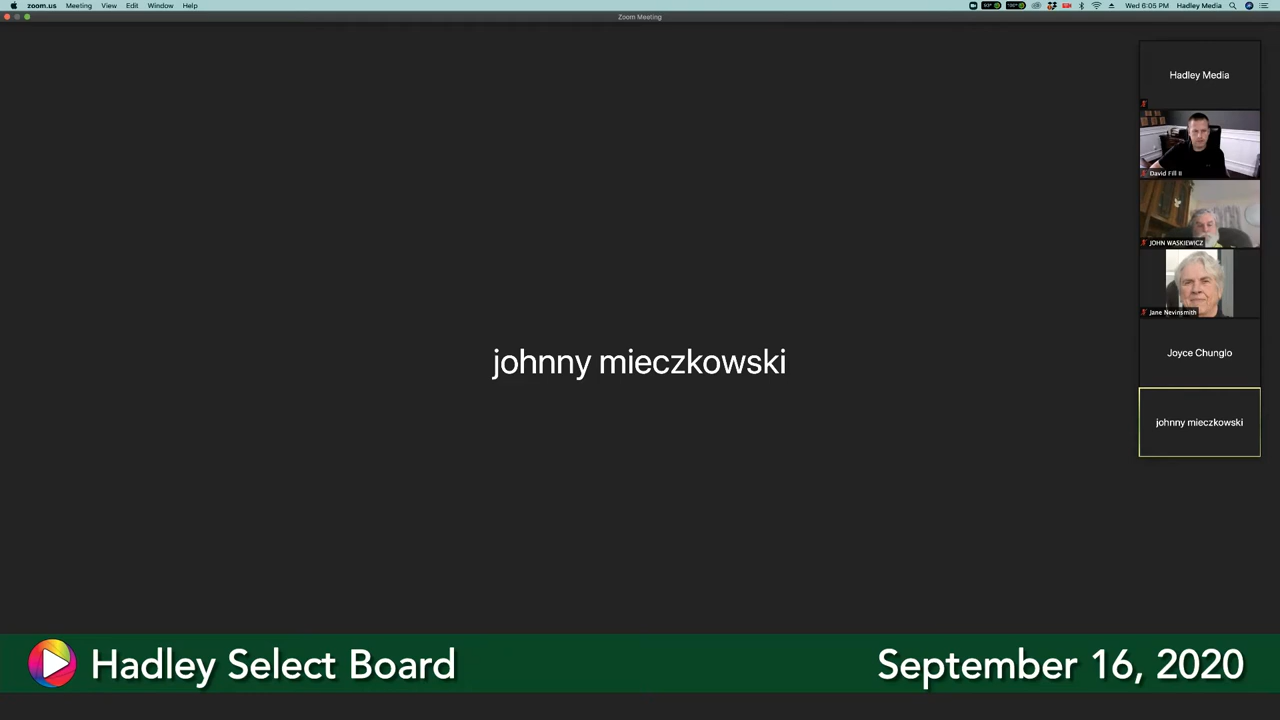 zoom.us Meeting View Edit Window Help
Wed 6:05 PM Hadley Media
Zoom Meeting
Hadley Media
David Fill II
JOHN WASKIEWICZ
Jane Nevinsmith
Joyce Chunglo
johnny mieczkowski
johnny mieczkowski
Hadley Select Board
September 16, 2020